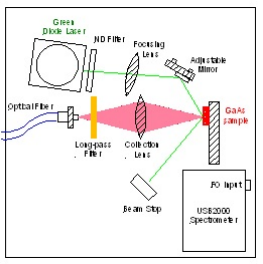 Green
Diode Laser
ND Filter
Focusing
Lens
Adjustable
Mirror
Optical Fiber
GaAs
sample
Long-pass
Filter
Collection
Lens
Beam Stop
FO Input
USB2000
Spectrometer